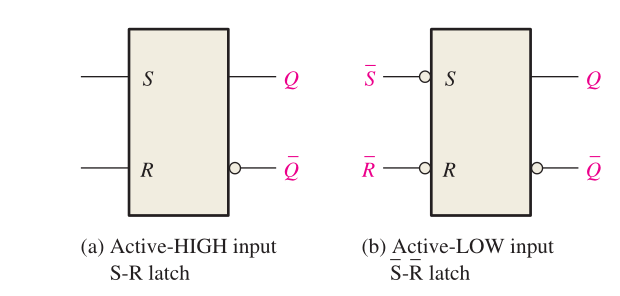 S Q
R Q̅
(a) Active-HIGH input
S-R latch
S̅ S Q
R̅ R Q̅
(b) Active-LOW input
S̅-R̅ latch